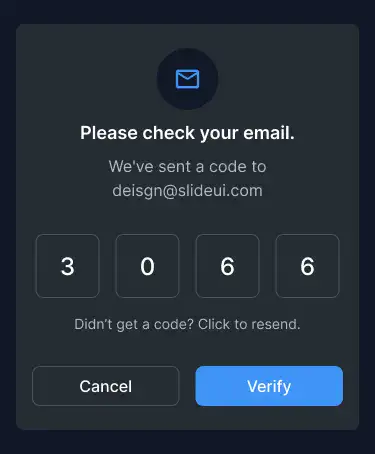 Please check your email.
We've sent a code to
deisgn@slideui.com
3 0 6 6
Didn't get a code? Click to resend.
Cancel Verify